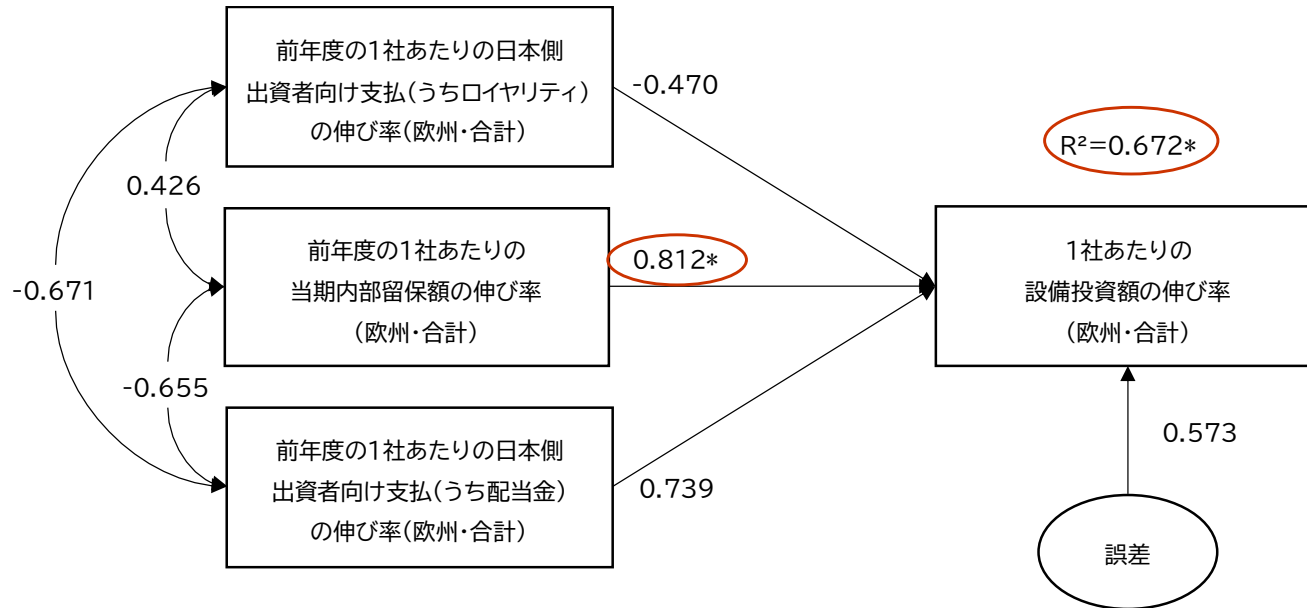 前年度の1社あたりの日本側
出資者向け支払(うちロイヤリティ)
の伸び率(欧州・合計)
-0.470
R²=0.672*
0.426
前年度の1社あたりの
当期内部留保額の伸び率
(欧州・合計)
0.812*
1社あたりの
設備投資額の伸び率
(欧州・合計)
-0.671
-0.655
前年度の1社あたりの日本側
出資者向け支払(うち配当金)
の伸び率(欧州・合計)
0.739
0.573
誤差